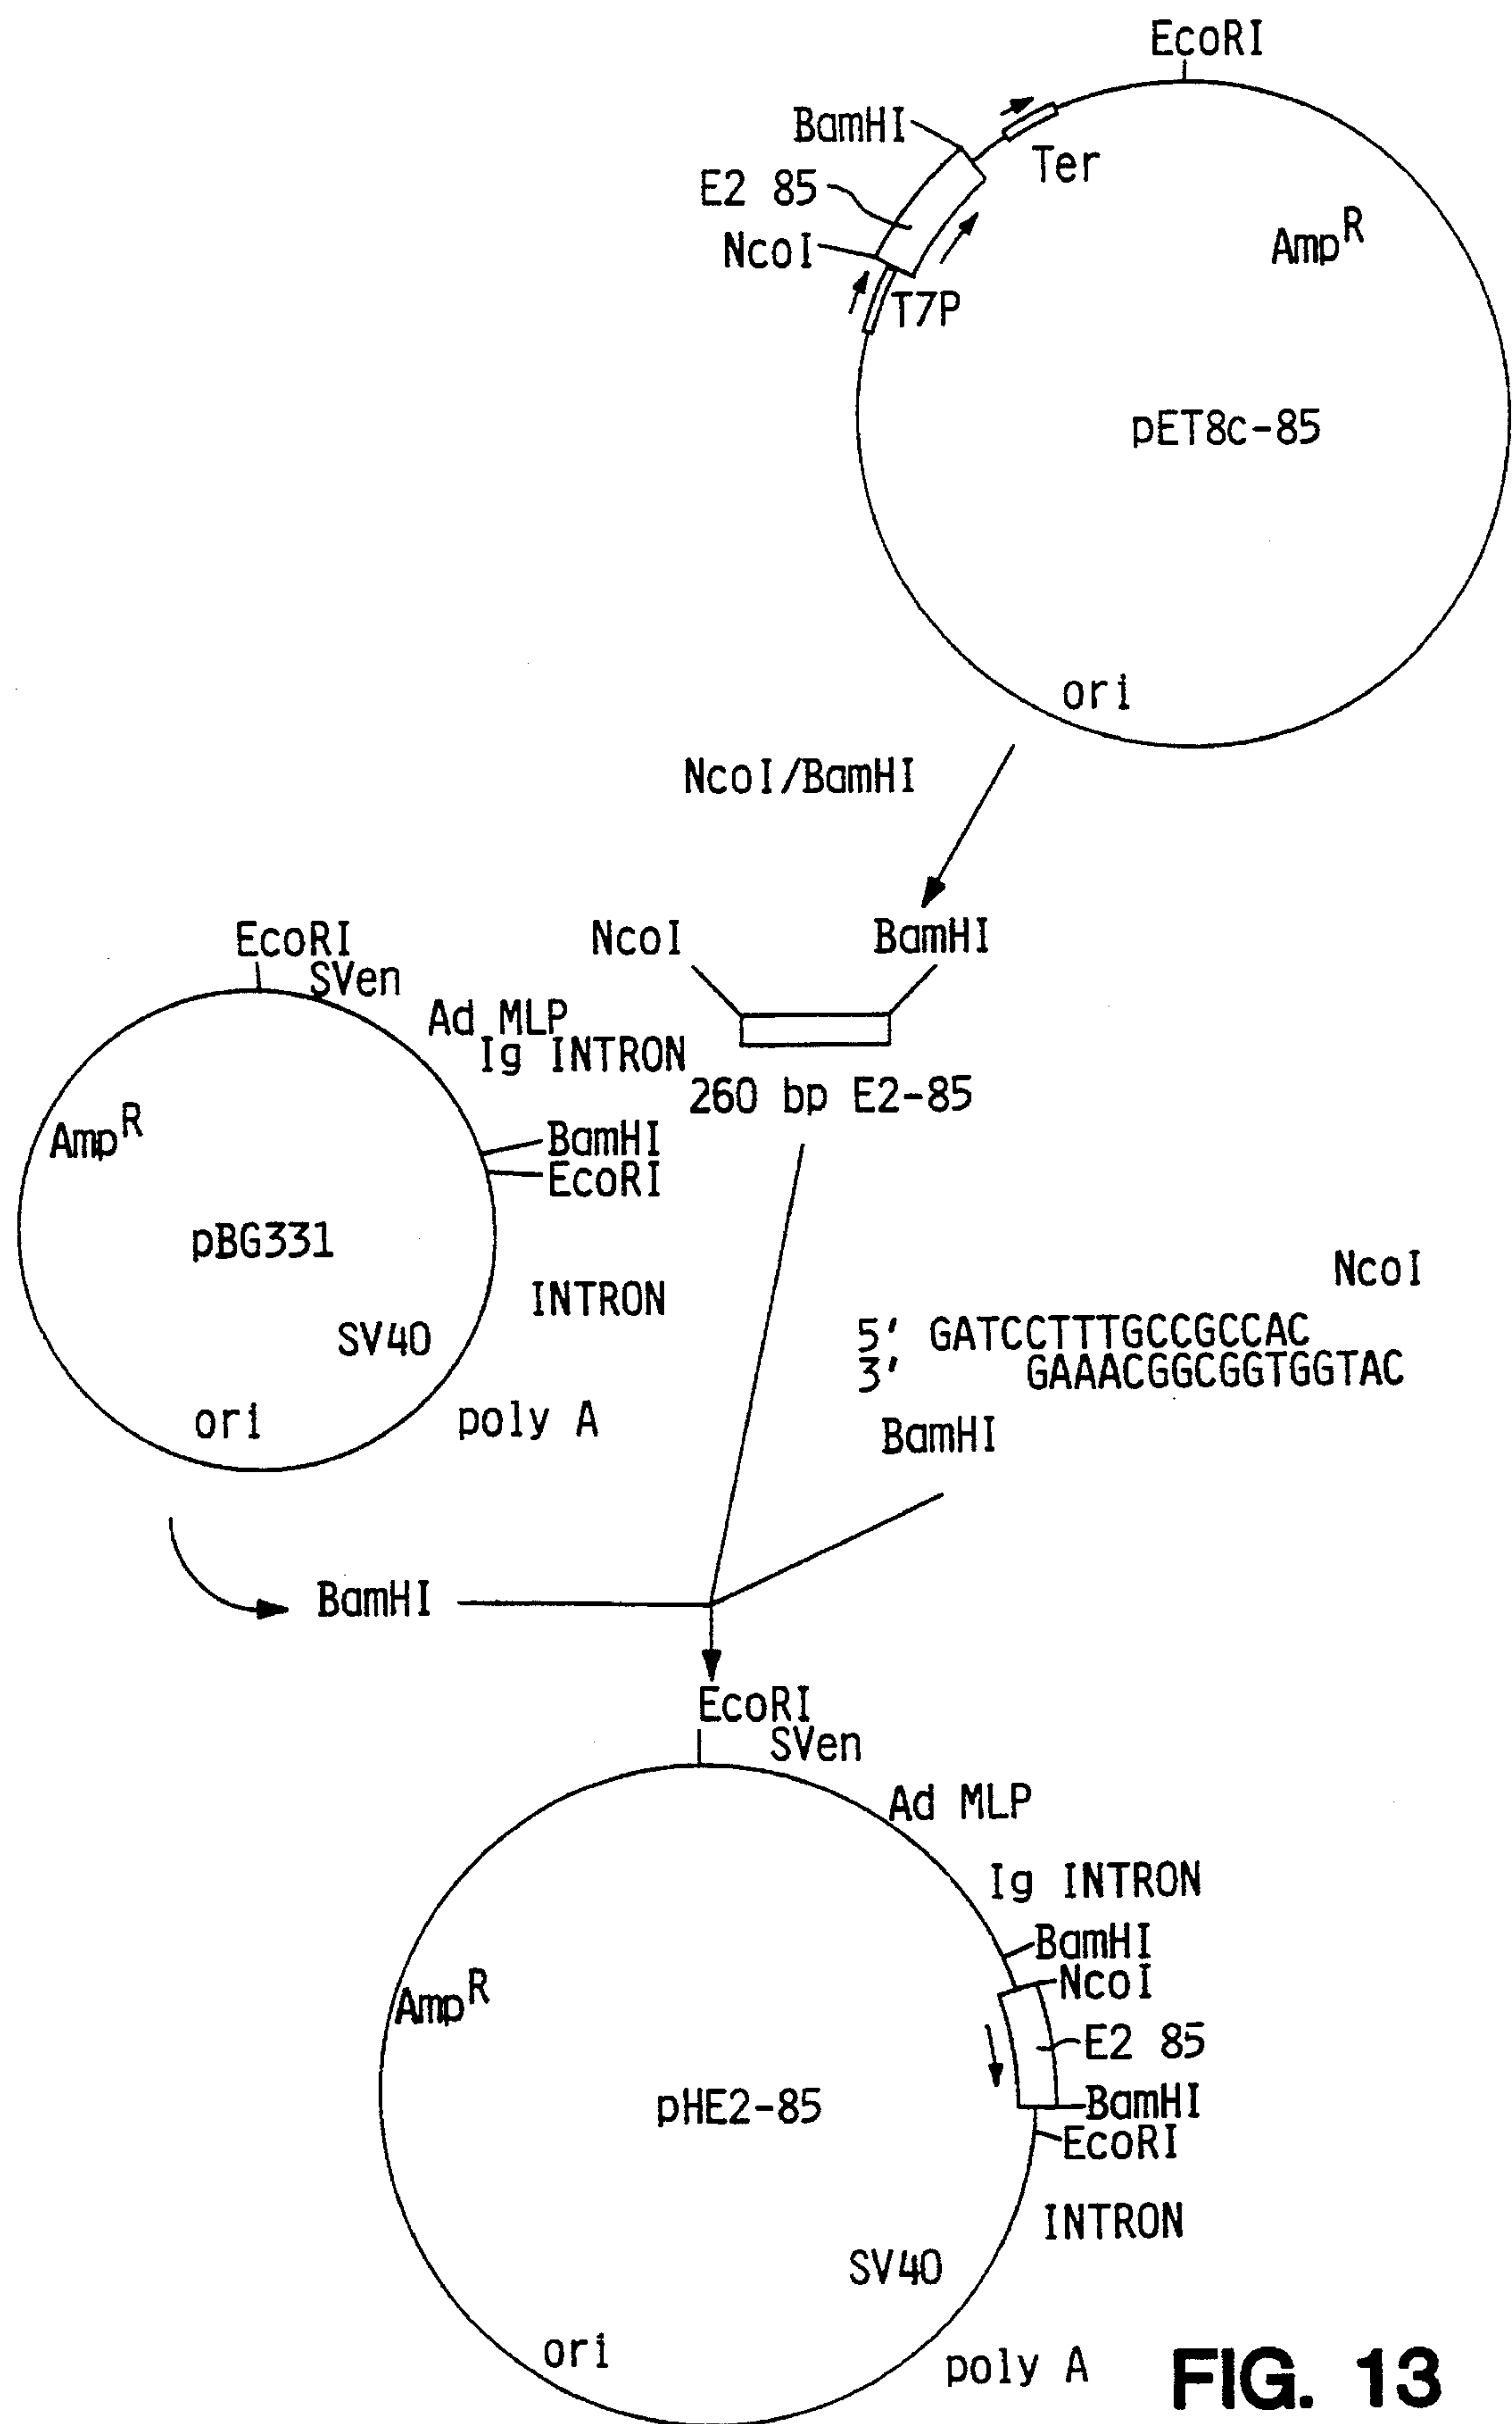 EcoRI
BamHI
Ter
E2 85
Amp^R
NcoI
T7P
pET8c-85
ori
NcoI/BamHI
NcoI BamHI
EcoRI
SVen
Ad MLP
Ig INTRON
260 bp E2-85
Amp^R
BamHI
EcoRI
pBG331
INTRON
SV40
ori
poly A
NcoI
5' GATCCTTTGCCGCCAC
3' GAAACGGCGGTGGTAC
BamHI
BamHI
EcoRI
SVen
Ad MLP
Ig INTRON
BamHI
NcoI
Amp^R
E2 85
pHE2-85
BamHI
EcoRI
INTRON
SV40
ori
poly A
FIG. 13